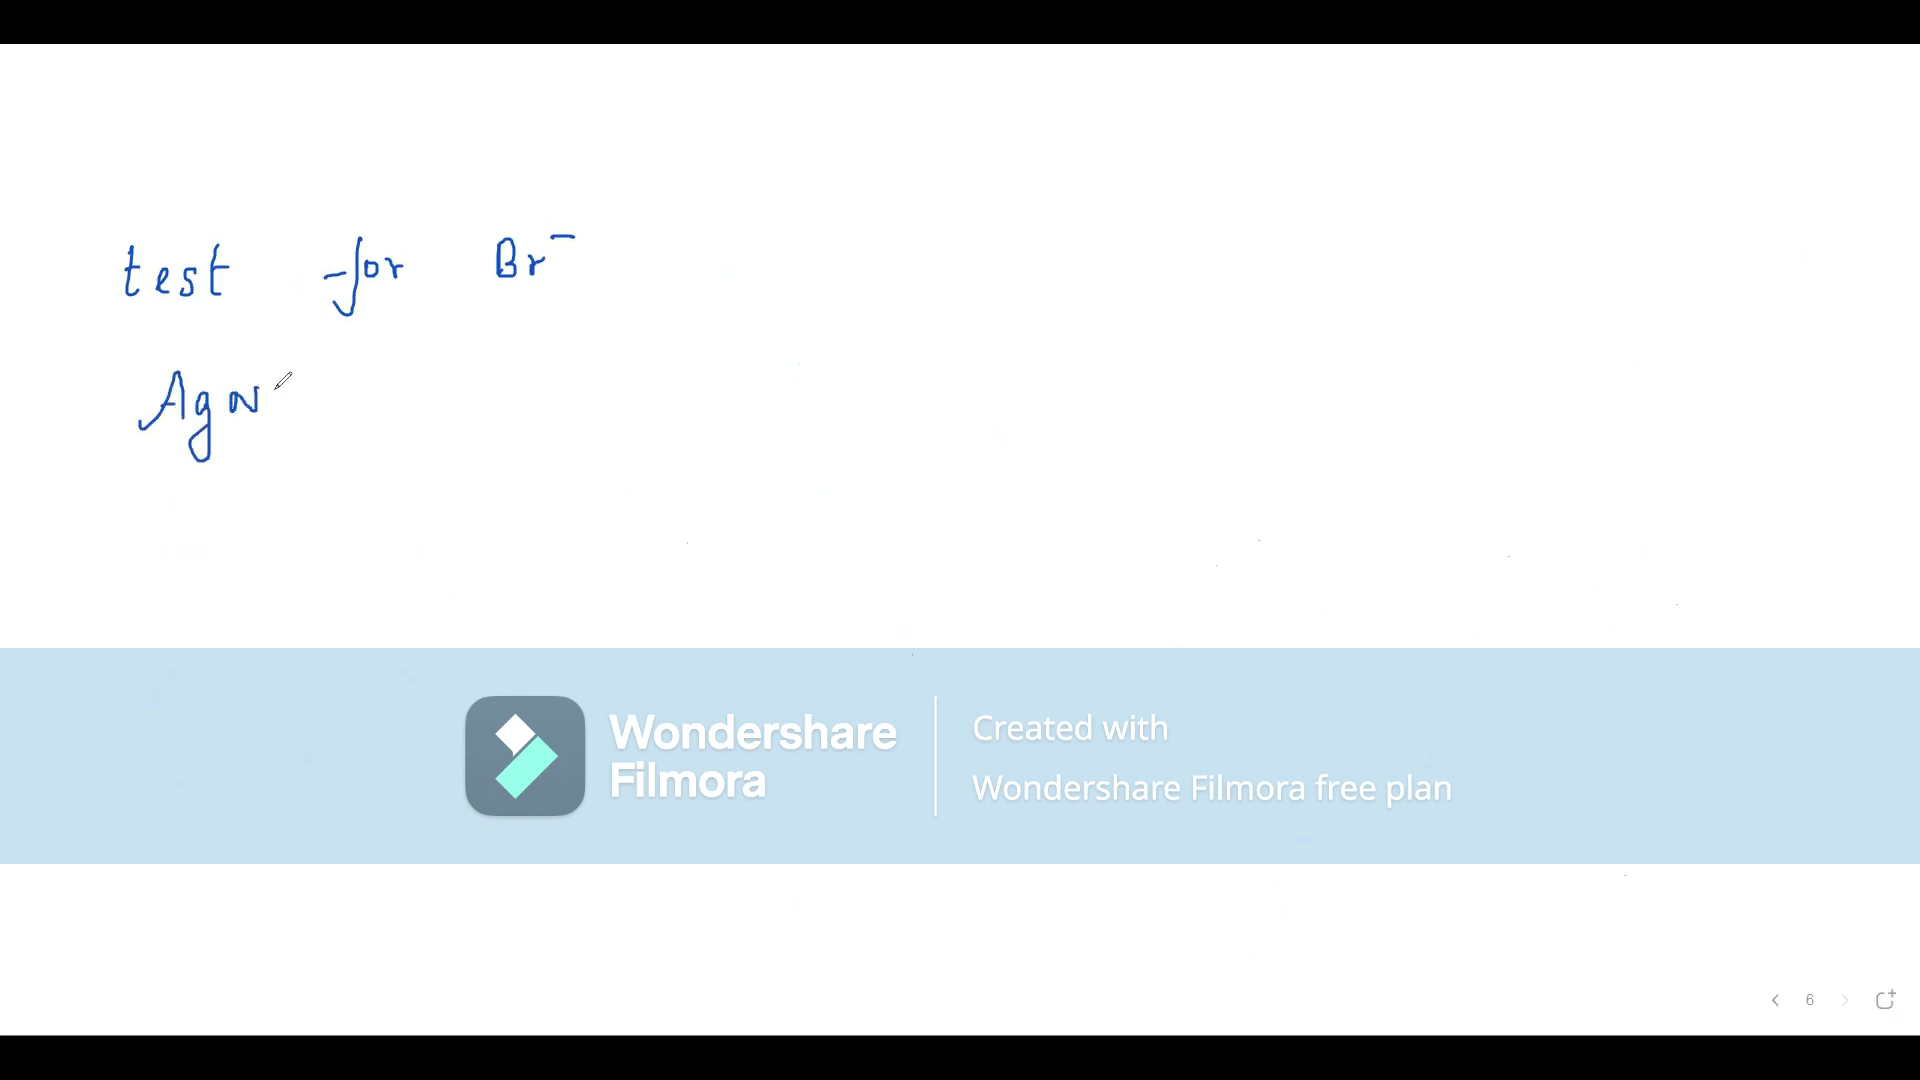 test for Br⁻
AgN
Wondershare
Filmora
Created with
Wondershare Filmora free plan
6